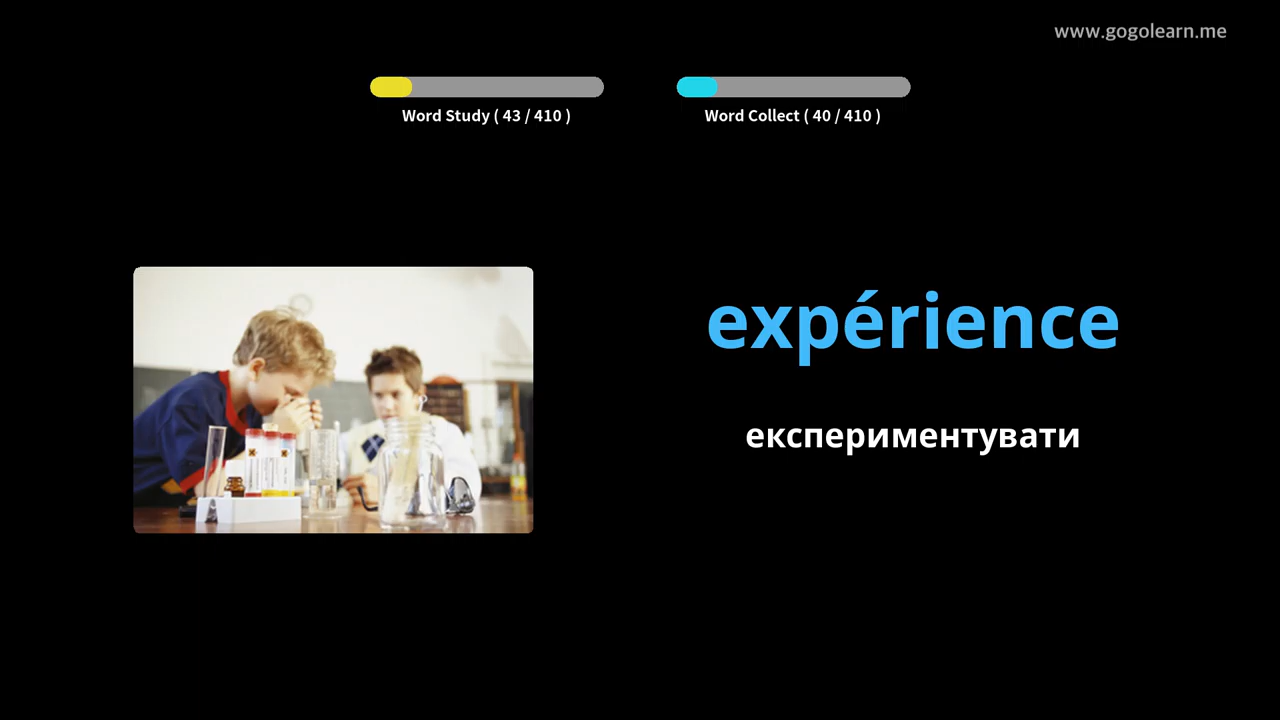 www.gogolearn.me
Word Study ( 43 / 410 )
Word Collect ( 40 / 410 )
expérience
експериментувати